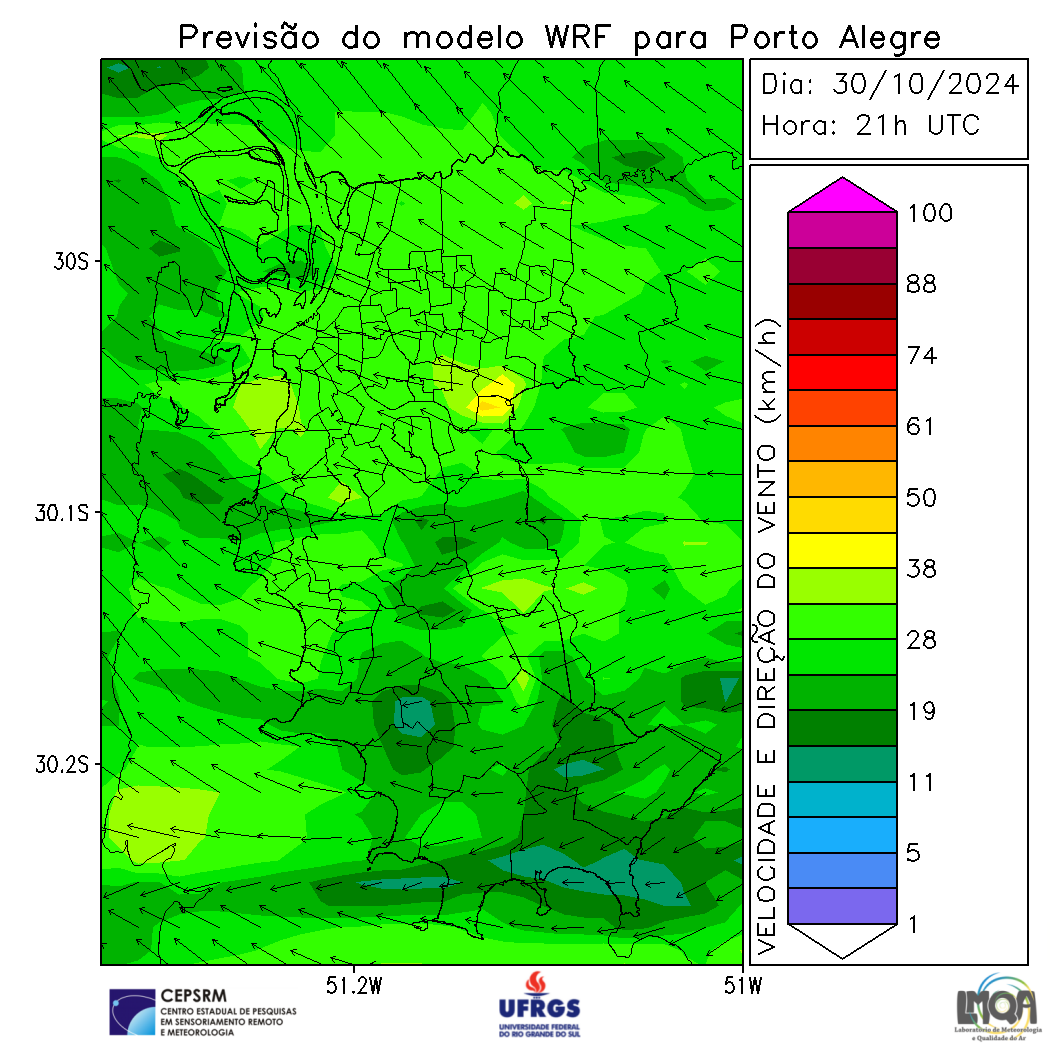 Previsão do modelo WRF para Porto Alegre
Dia: 30/10/2024
Hora: 21h UTC
30S
30.1S
30.2S
51.2W
51W
VELOCIDADE E DIREÇÃO DO VENTO (km/h)
100
88
74
61
50
38
28
19
11
5
1
CEPSRM
CENTRO ESTADUAL DE PESQUISAS
EM SENSORIAMENTO REMOTO
E METEOROLOGIA
UFRGS
UNIVERSIDADE FEDERAL
DO RIO GRANDE DO SUL
LMQA
Laboratório de Meteorologia
e Qualidade do Ar